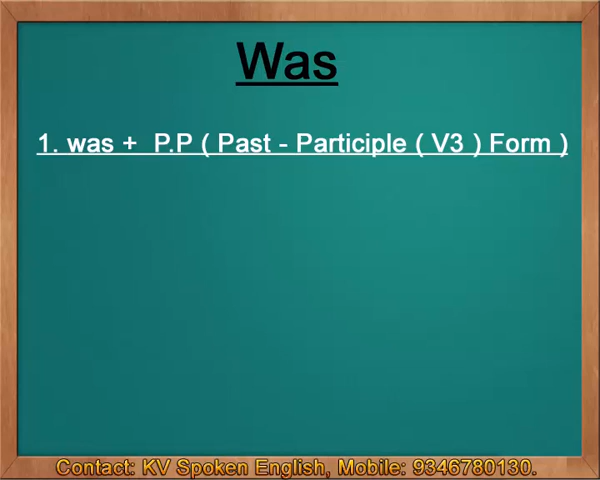 Was
1. was + P.P ( Past - Participle ( V3 ) Form )
Contact: KV Spoken English, Mobile: 9346780130.